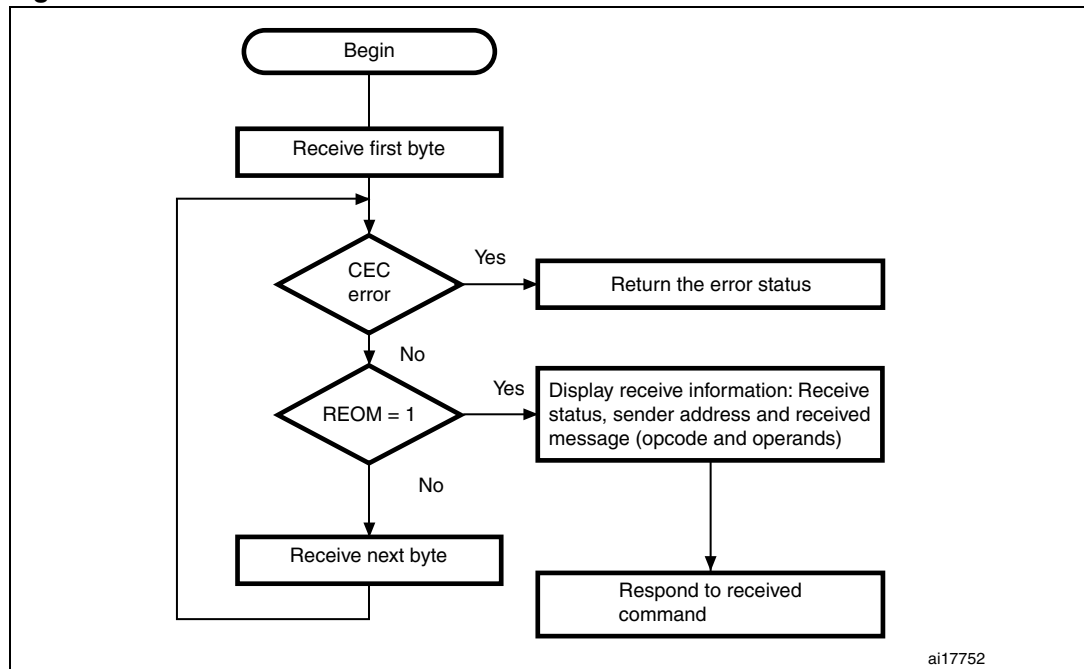 Begin
Receive first byte
CEC
error
Yes
Return the error status
No
REOM = 1
Yes
Display receive information: Receive
status, sender address and received
message (opcode and operands)
No
Receive next byte
Respond to received
command
ai17752